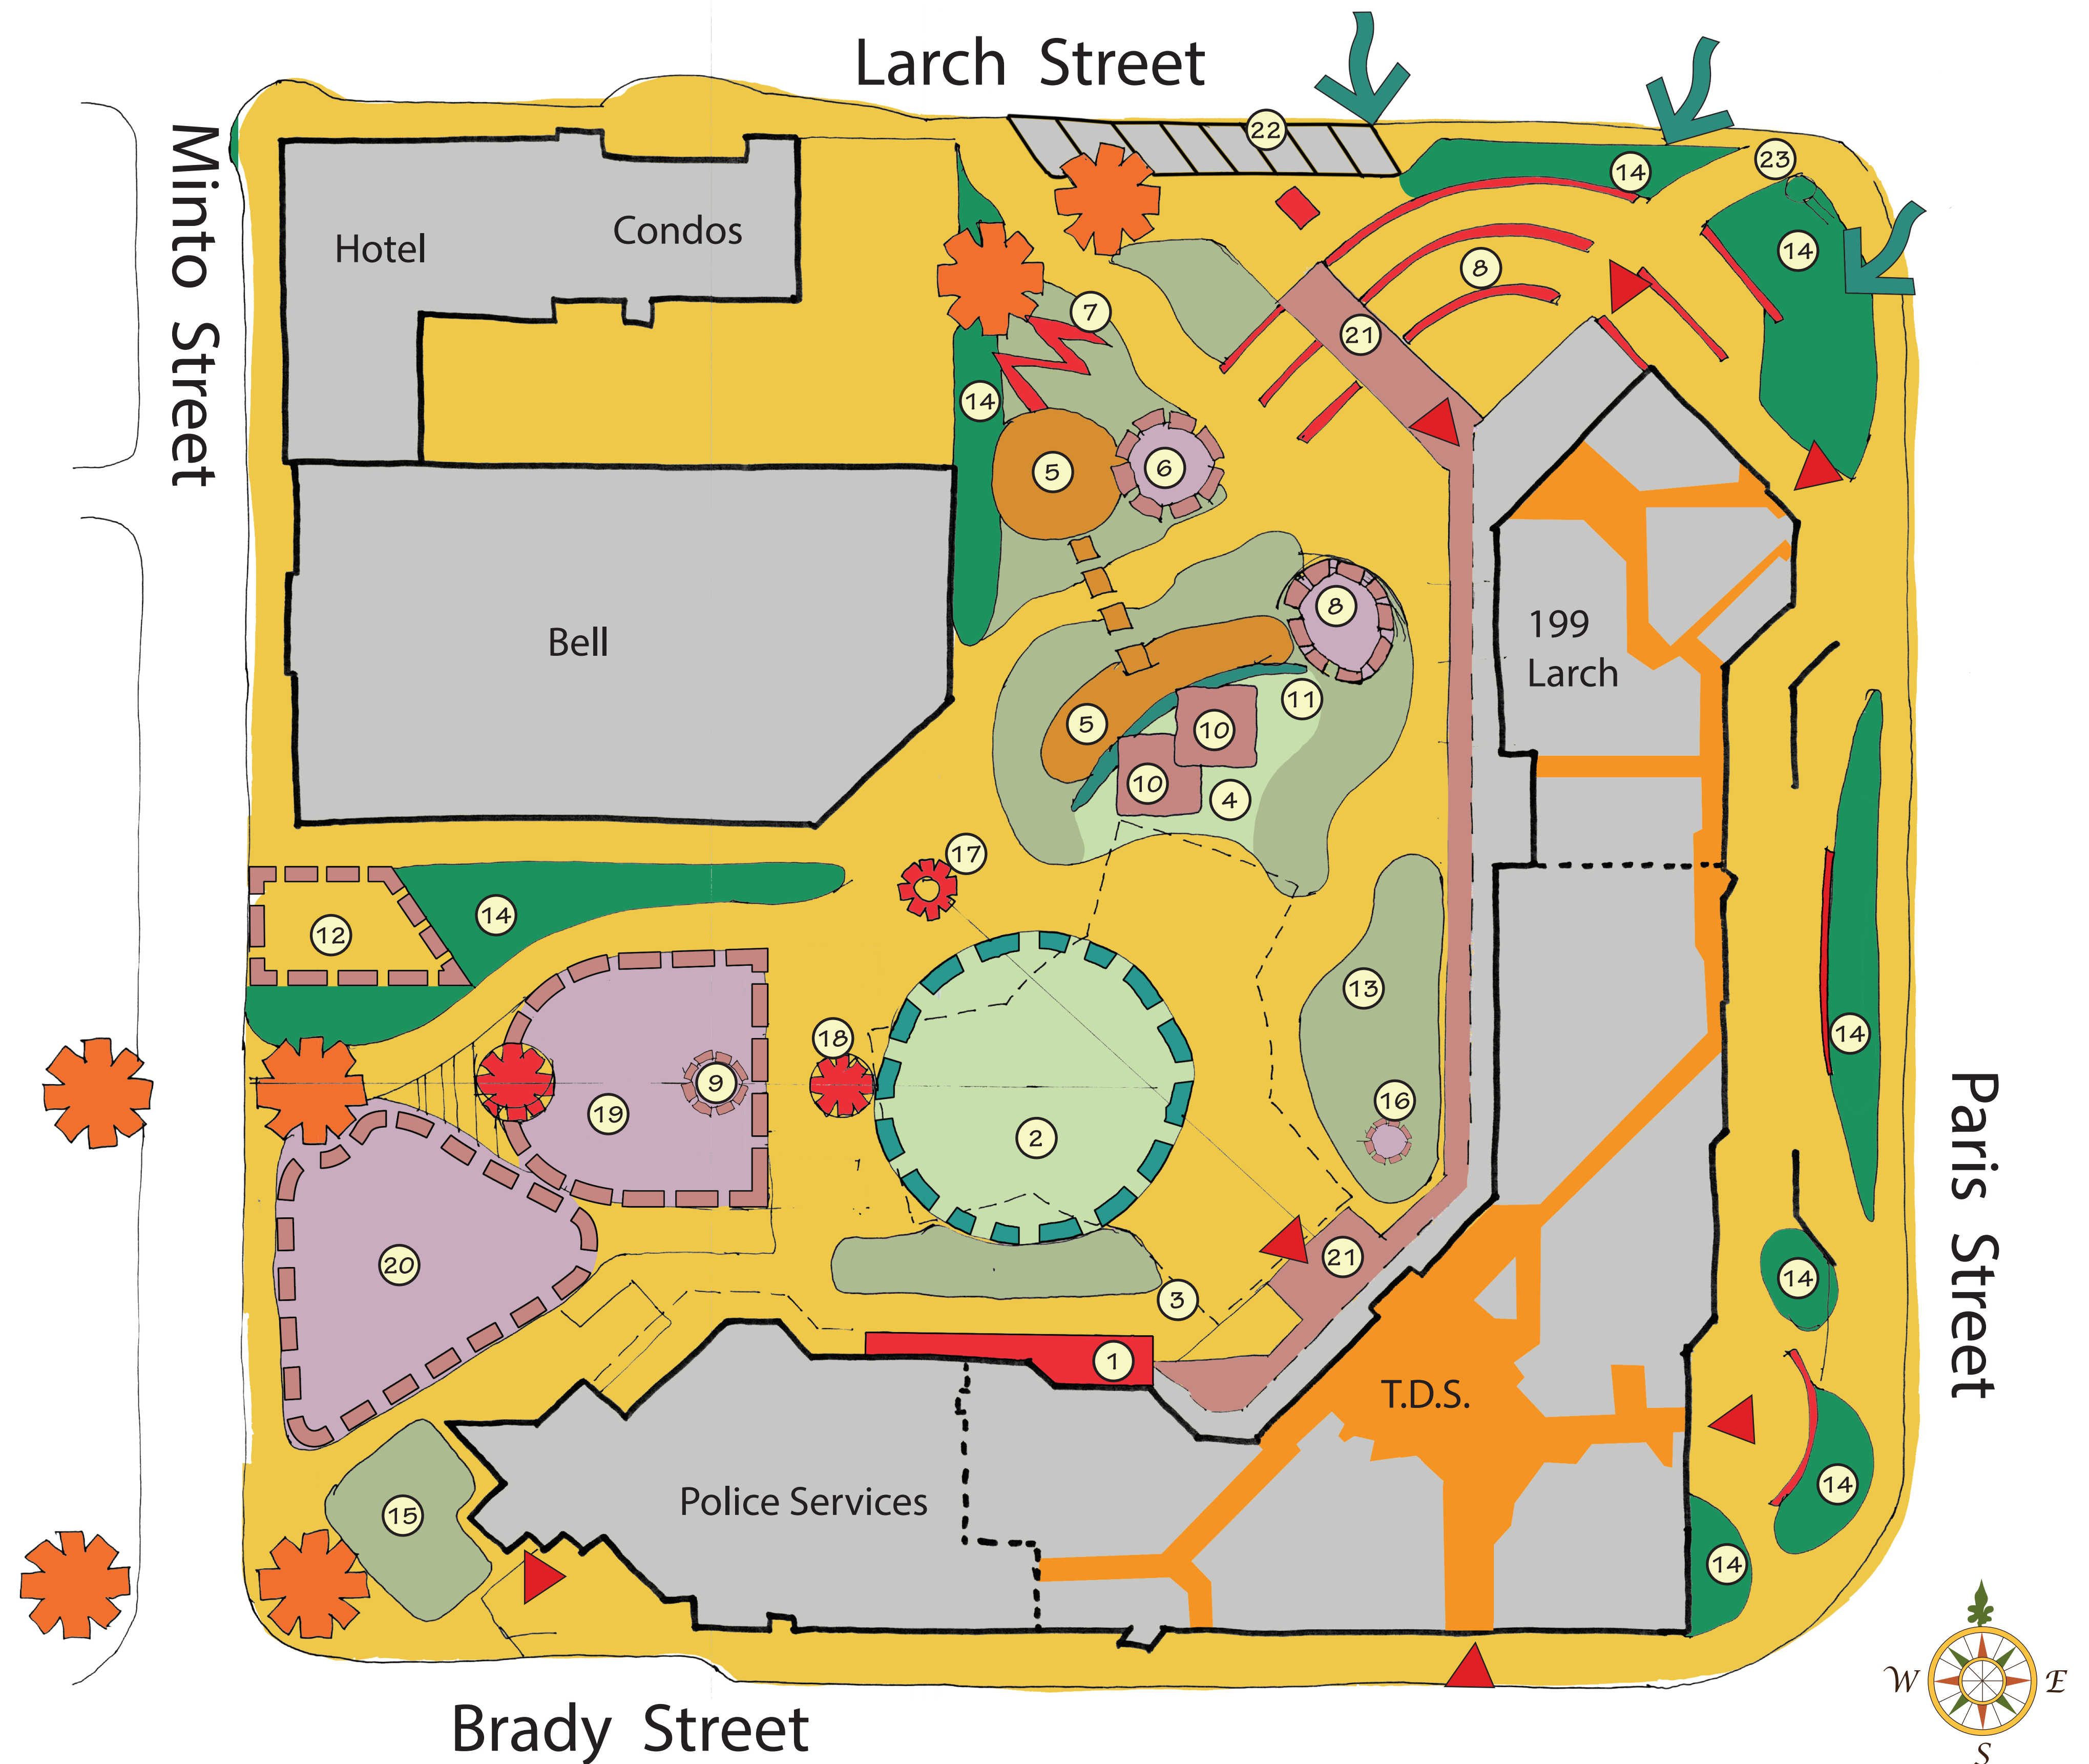 Larch Street
22
23
14
Minto Street
Hotel
Condos
14
8
7
21
14
5
6
8
199
Larch
Bell
11
5
10
10
4
17
14
12
13
14
18
9
16
19
2
21
14
20
3
1
Paris Street
T.D.S.
14
Police Services
15
14
W
E
S
Brady Street